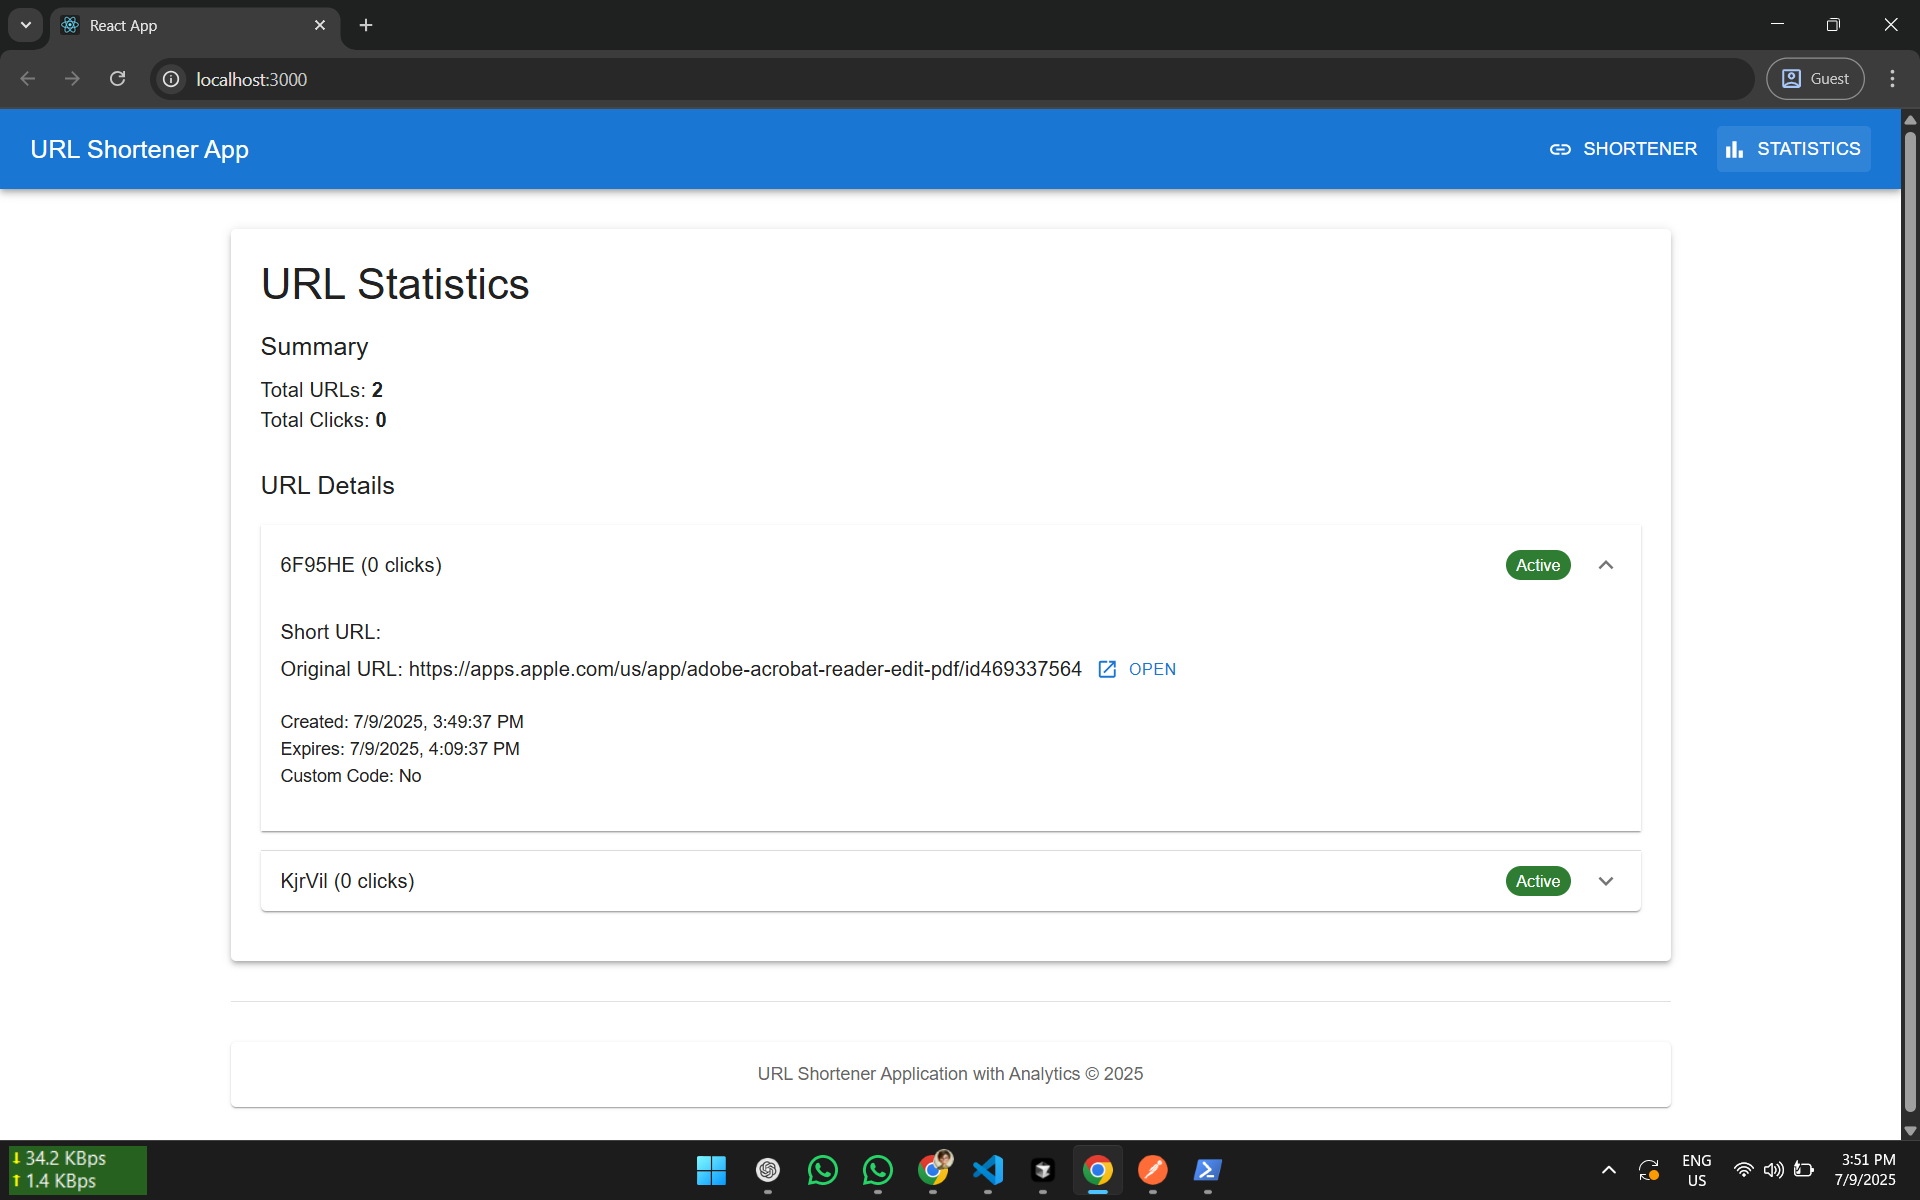 React App
localhost:3000
Guest
URL Shortener App
SHORTENER
STATISTICS
URL Statistics
Summary
Total URLs: 2
Total Clicks: 0
URL Details
6F95HE (0 clicks)
Active
Short URL:
Original URL: https://apps.apple.com/us/app/adobe-acrobat-reader-edit-pdf/id469337564
OPEN
Created: 7/9/2025, 3:49:37 PM
Expires: 7/9/2025, 4:09:37 PM
Custom Code: No
KjrVil (0 clicks)
Active
URL Shortener Application with Analytics © 2025
34.2 KBps
1.4 KBps
ENG
US
3:51 PM
7/9/2025